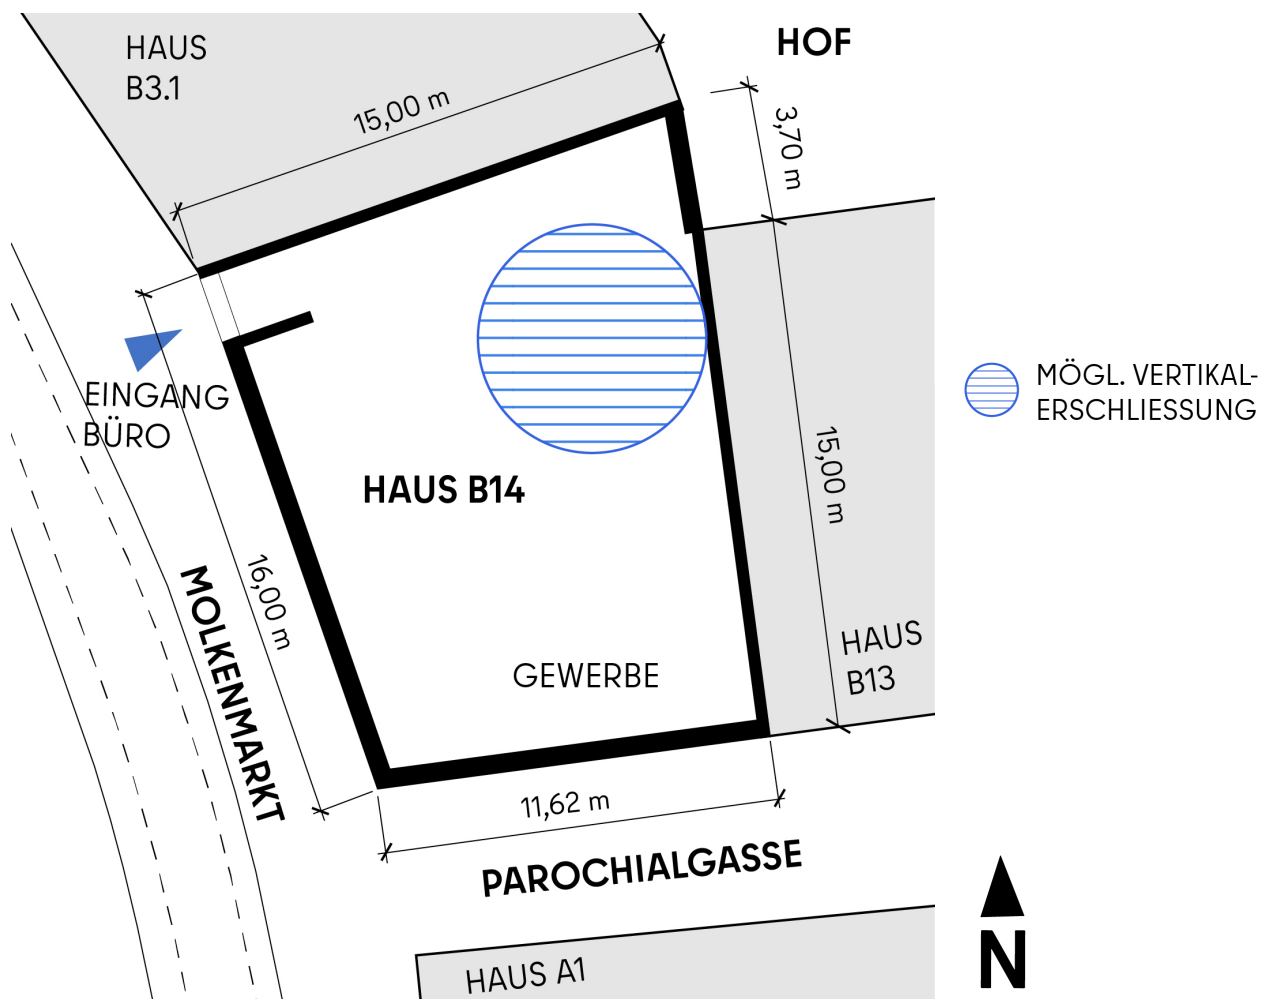 HAUS
B3.1
HOF
15,00 m
3,70 m
EINGANG
BÜRO
MÖGL. VERTIKAL-
ERSCHLIESSUNG
HAUS B14
15,00 m
16,00 m
MOLKENMARKT
HAUS
B13
GEWERBE
11,62 m
PAROCHIALGASSE
HAUS A1
N